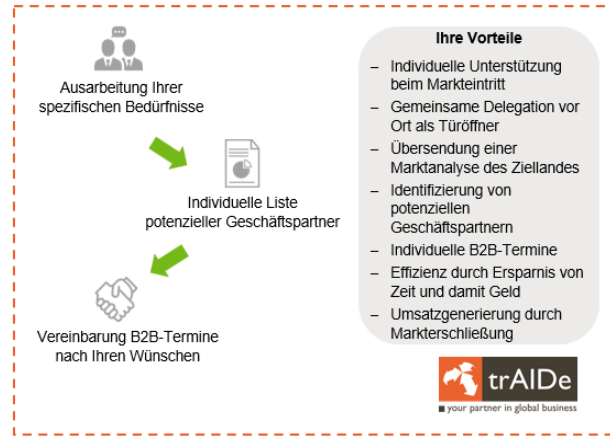 Ausarbeitung Ihrer
spezifischen Bedürfnisse
Individuelle Liste
potenzieller Geschäftspartner
Vereinbarung B2B-Termine
nach Ihren Wünschen
Ihre Vorteile
– Individuelle Unterstützung
beim Markteintritt
– Gemeinsame Delegation vor
Ort als Türöffner
– Übersendung einer
Marktanalyse des Ziellandes
– Identifizierung von
potenziellen
Geschäftspartnern
– Individuelle B2B-Termine
– Effizienz durch Ersparnis von
Zeit und damit Geld
– Umsatzgenerierung durch
Markterschließung
trAIDe
your partner in global business